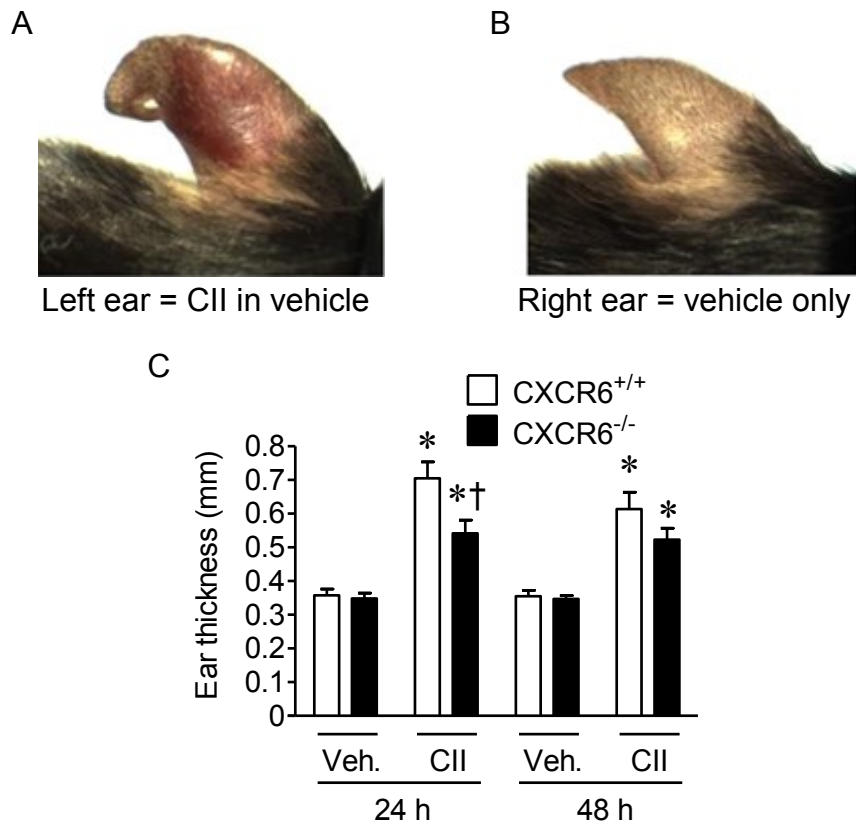 A
B
Left ear = CII in vehicle
Right ear = vehicle only
C
CXCR6+/+
CXCR6-/-
Ear thickness (mm)
0.8
0.7
0.6
0.5
0.4
0.3
0.2
0.1
0
*
*†
*
*
Veh.
CII
Veh.
CII
24 h
48 h